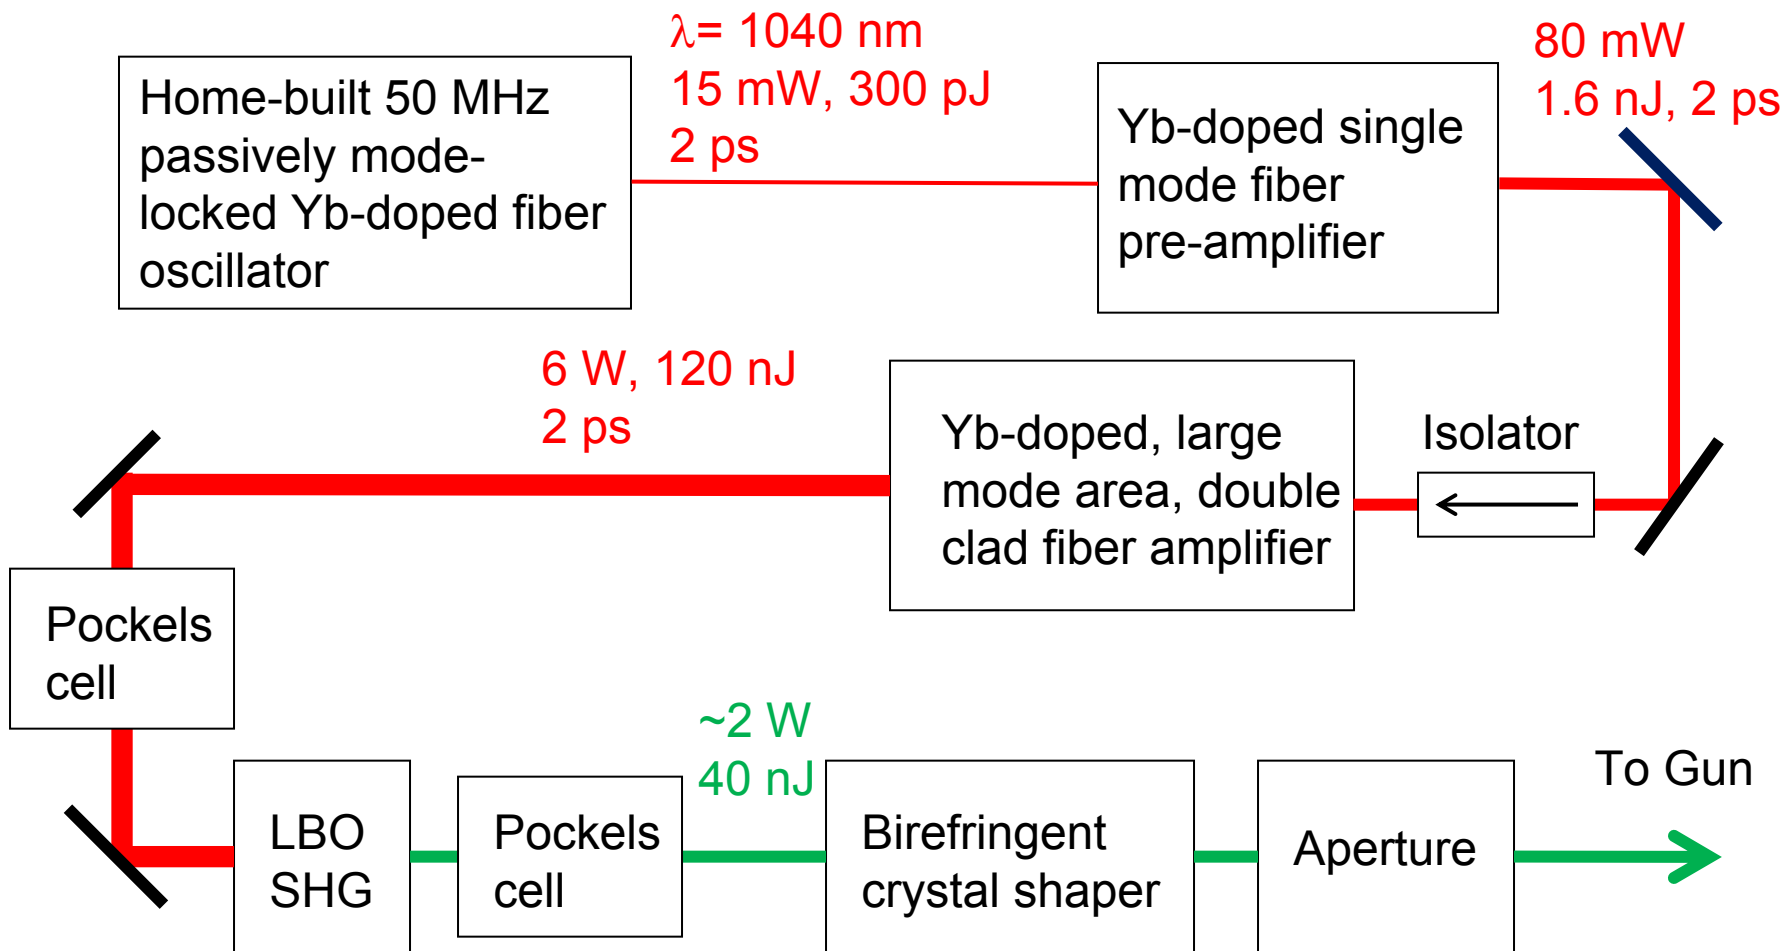 Home-built 50 MHz
passively mode-
locked Yb-doped fiber
oscillator
λ= 1040 nm
15 mW, 300 pJ
2 ps
Yb-doped single
mode fiber
pre-amplifier
80 mW
1.6 nJ, 2 ps
6 W, 120 nJ
2 ps
Yb-doped, large
mode area, double
clad fiber amplifier
Isolator
Pockels
cell
LBO
SHG
Pockels
cell
~2 W
40 nJ
Birefringent
crystal shaper
Aperture
To Gun